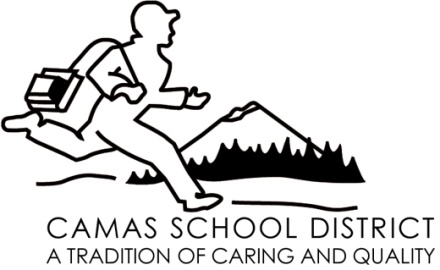 CAMAS SCHOOL DISTRICT
A TRADITION OF CARING AND QUALITY